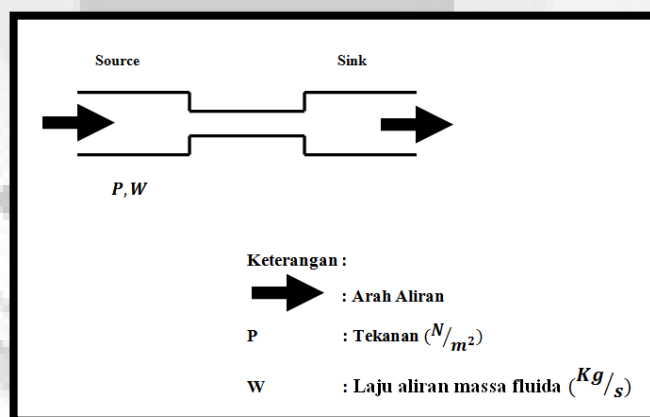 Source Sink
P,W
Keterangan :
: Arah Aliran
P : Tekanan (N/m²)
W : Laju aliran massa fluida (Kg/s)